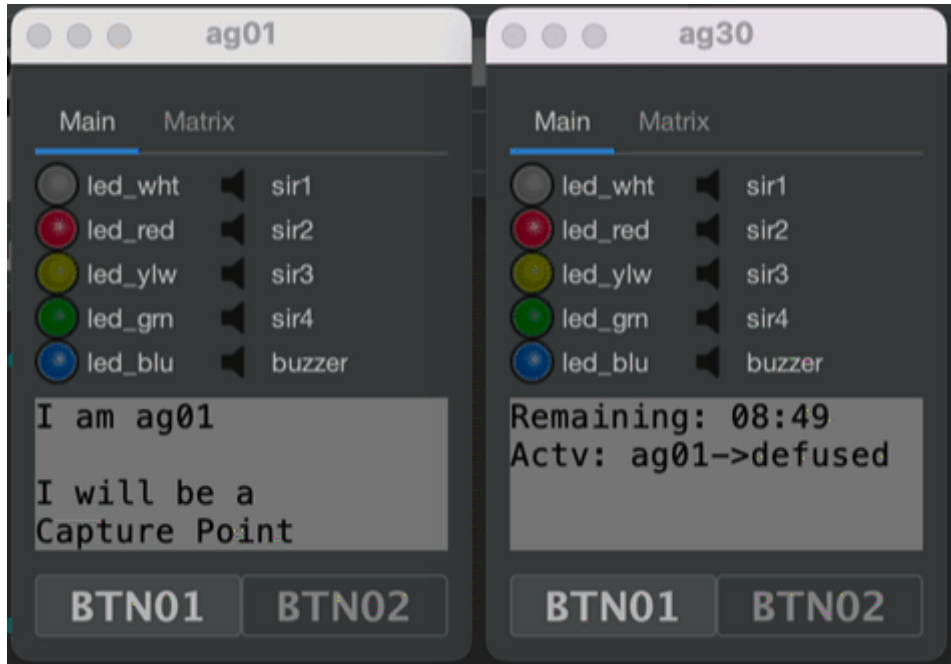 ag01
Main Matrix
led_wht sir1
led_red sir2
led_ylw sir3
led_grn sir4
led_blu buzzer
I am ag01
I will be a
Capture Point
BTN01 BTN02
ag30
Main Matrix
led_wht sir1
led_red sir2
led_ylw sir3
led_grn sir4
led_blu buzzer
Remaining: 08:49
Actv: ag01->defused
BTN01 BTN02